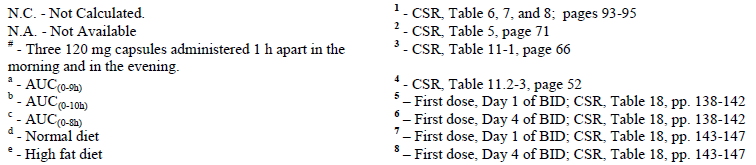 N.C. - Not Calculated.
N.A. - Not Available
# - Three 120 mg capsules administered 1 h apart in the
morning and in the evening.
a - AUC(0-9h)
b - AUC(0-10h)
c - AUC(0-8h)
d - Normal diet
e - High fat diet
1 - CSR, Table 6, 7, and 8; pages 93-95
2 - CSR, Table 5, page 71
3 - CSR, Table 11-1, page 66
4 - CSR, Table 11.2-3, page 52
5 – First dose, Day 1 of BID; CSR, Table 18, pp. 138-142
6 – First dose, Day 4 of BID; CSR, Table 18, pp. 138-142
7 – First dose, Day 1 of BID; CSR, Table 18, pp. 143-147
8 – First dose, Day 4 of BID; CSR, Table 18, pp. 143-147